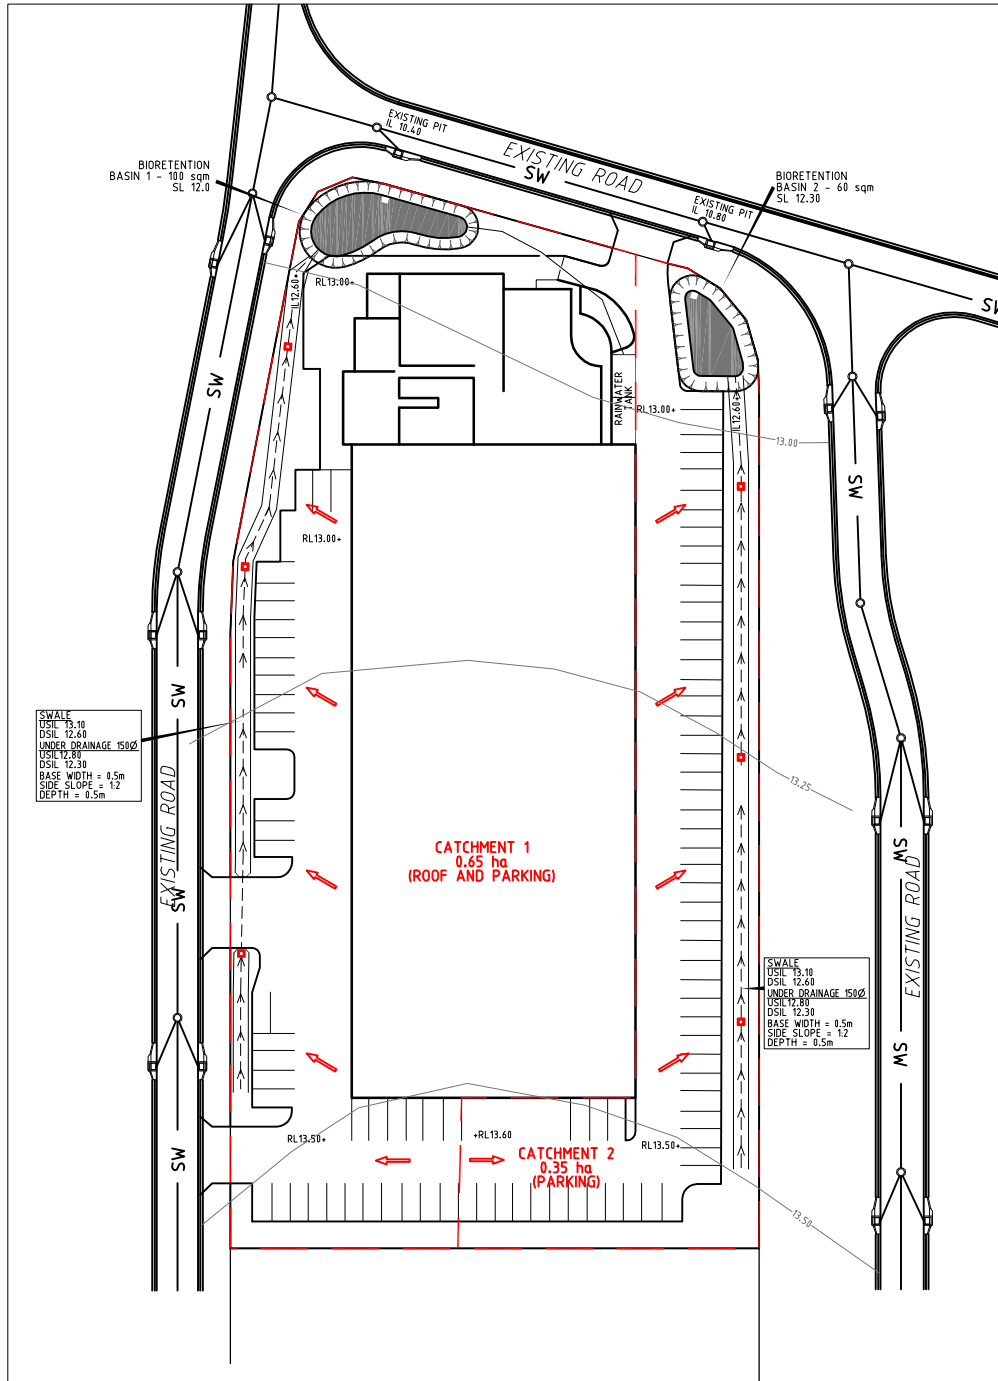 EXISTING PIT
IL 10.40
EXISTING ROAD
SW
BIORETENTION
BASIN 1 - 100 sqm
SL 12.0
BIORETENTION
BASIN 2 - 60 sqm
SL 12.30
EXISTING PIT
IL 10.80
SW
RL13.00+
IL12.60+
SW
RAINWATER
TANK
RL13.00+
IL12.60+
13.00
SW
RL13.00+
SW
SWALE
USIL 13.10
DSIL 12.60
UNDER DRAINAGE 150Ø
USIL12.80
DSIL 12.30
BASE WIDTH = 0.5m
SIDE SLOPE = 1:2
DEPTH = 0.5m
EXISTING ROAD
SW
13.25
CATCHMENT 1
0.65 ha
(ROOF AND PARKING)
SW
EXISTING ROAD
SWALE
USIL 13.10
DSIL 12.60
UNDER DRAINAGE 150Ø
USIL12.80
DSIL 12.30
BASE WIDTH = 0.5m
SIDE SLOPE = 1:2
DEPTH = 0.5m
SW
RL13.50+
+RL13.60
RL13.50+
CATCHMENT 2
0.35 ha
(PARKING)
SW
13.50